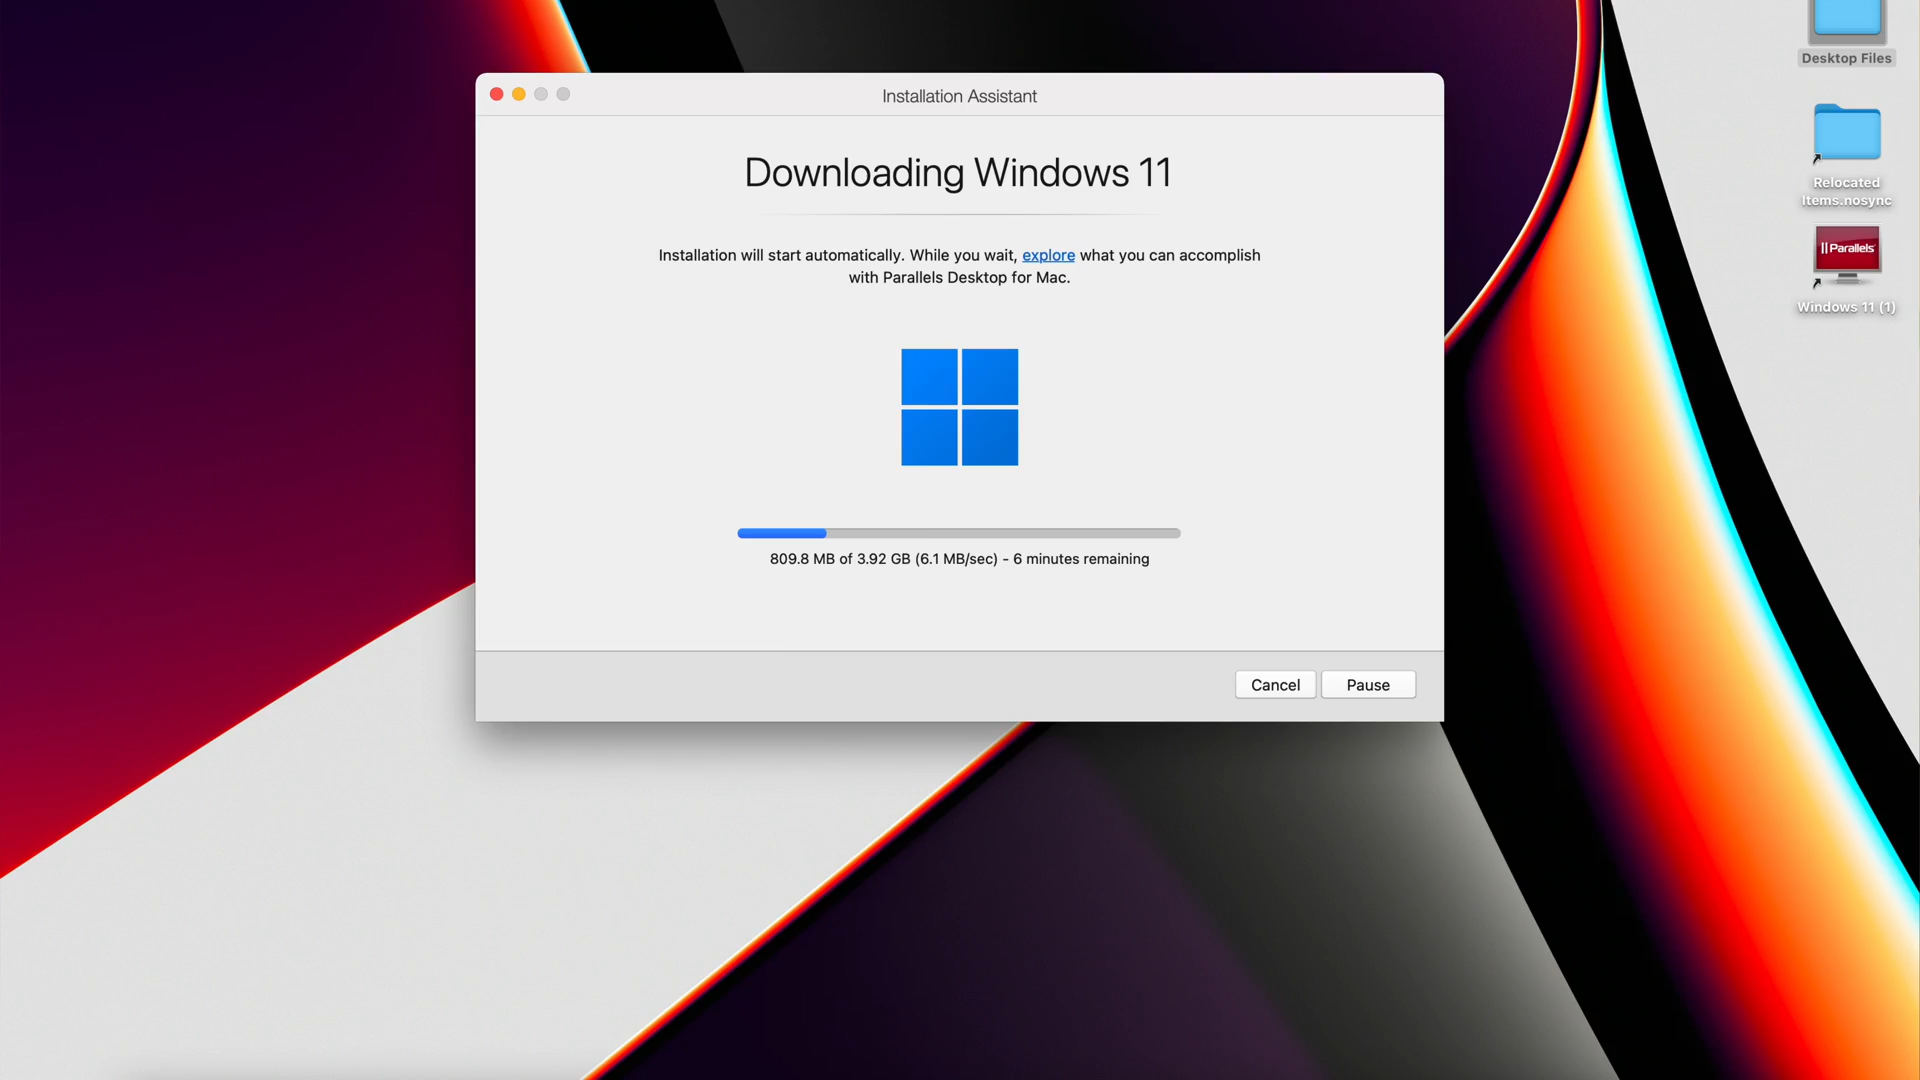 Installation Assistant
Downloading Windows 11
Installation will start automatically. While you wait, explore what you can accomplish
with Parallels Desktop for Mac.
809.8 MB of 3.92 GB (6.1 MB/sec) - 6 minutes remaining
Cancel
Pause
Desktop Files
Relocated
Items.nosync
Parallels
Windows 11 (1)